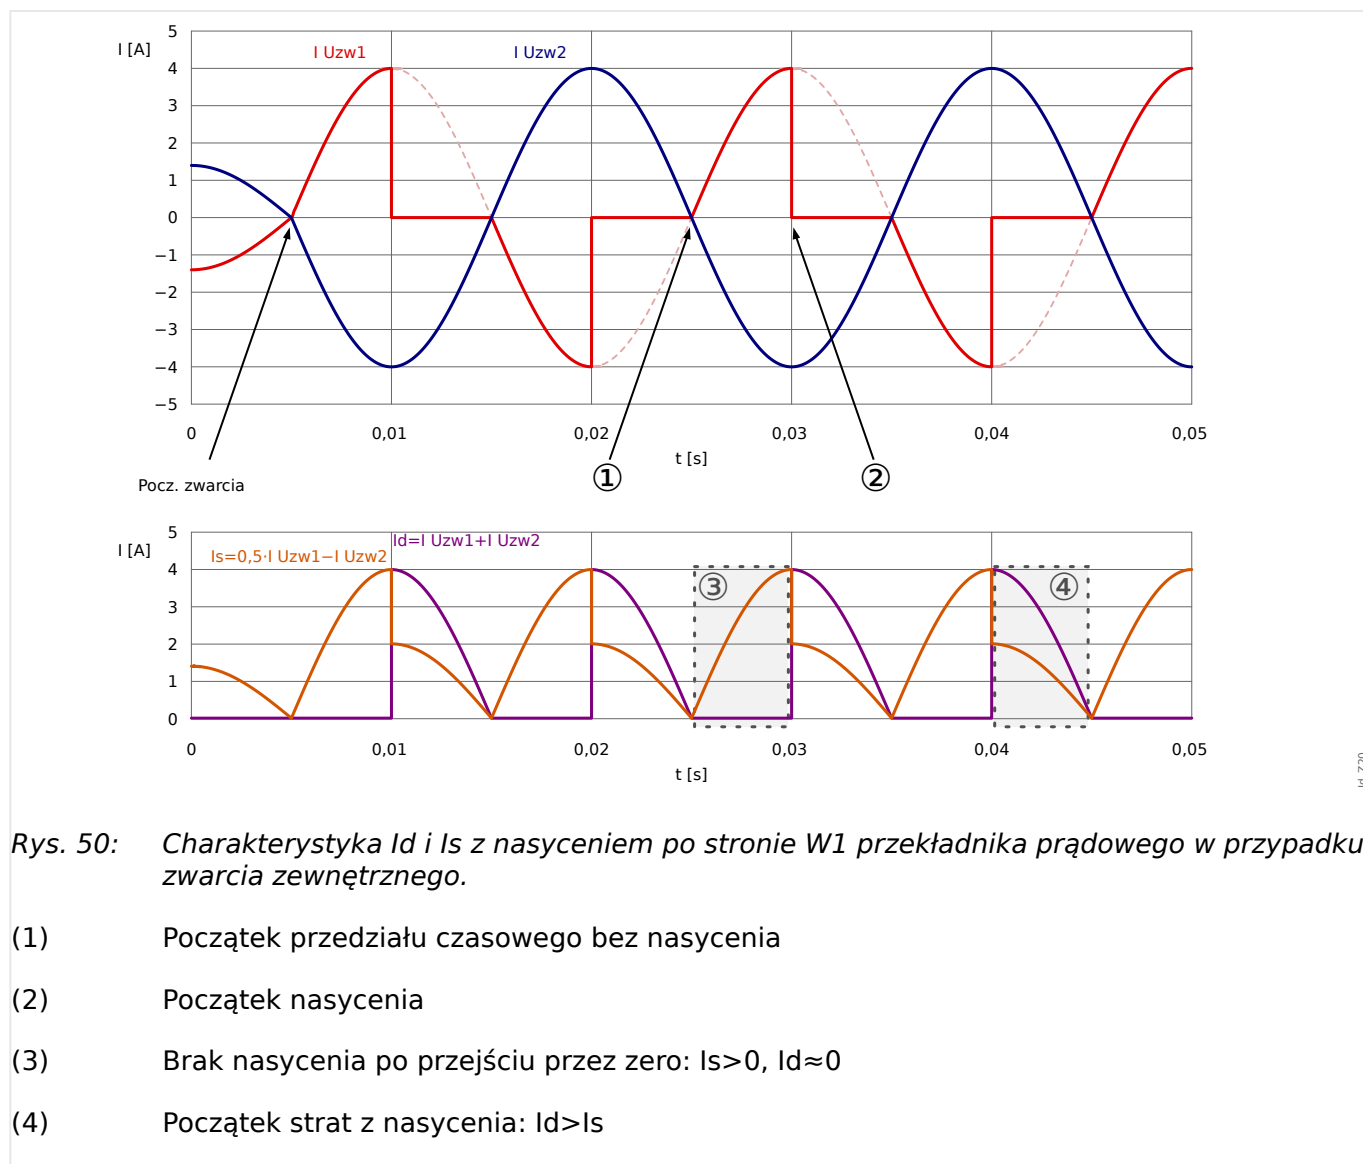 5
I [A]
I Uzw1
I Uzw2
4
3
2
1
0
−1
−2
−3
−4
−5
0
0,01
0,02
0,03
0,04
0,05
t [s]
Pocz. zwarcia
①
②
5
I [A]
Is=0,5·I Uzw1−I Uzw2
Id=I Uzw1+I Uzw2
4
③
④
3
2
1
0
0
0,01
0,02
0,03
0,04
0,05
t [s]
Rys. 50: Charakterystyka Id i Is z nasyceniem po stronie W1 przekładnika prądowego w przypadku
zwarcia zewnętrznego.
(1) Początek przedziału czasowego bez nasycenia
(2) Początek nasycenia
(3) Brak nasycenia po przejściu przez zero: Is>0, Id≈0
(4) Początek strat z nasycenia: Id>Is